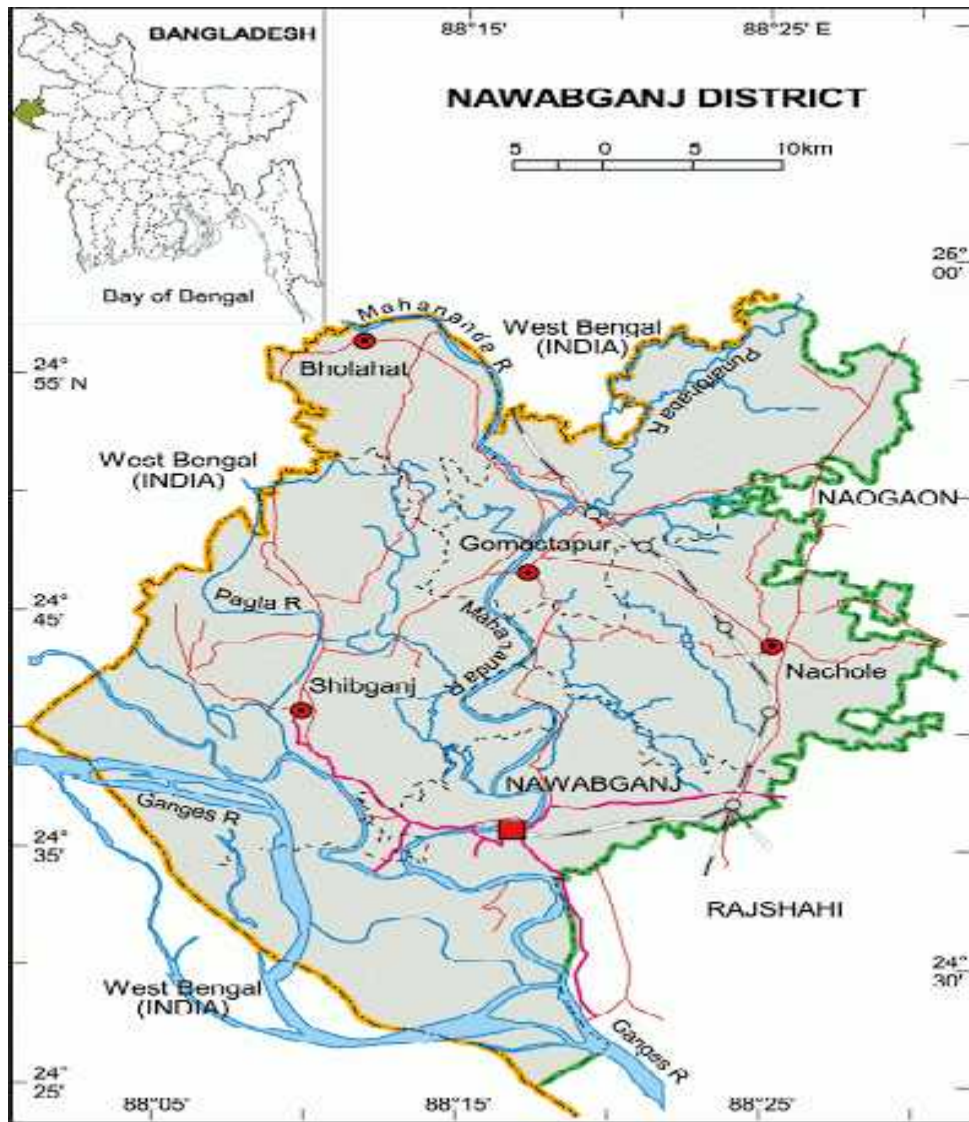 88°15'
88°25' E
BANGLADESH
NAWABGANJ DISTRICT
5 0 5 10km
Bay of Bengal
25°
00'
Mahananda R
West Bengal
(INDIA)
Punarbhaba R
24°
55' N
Bholahat
West Bengal
(INDIA)
NAOGAON
Gomostapur
24°
45'
Pagla R
Mahananda R
Shibganj
Nachole
NAWABGANJ
Ganges R
24°
35'
RAJSHAHI
West Bengal
(INDIA)
24°
30'
Ganges R
24°
25'
88°05'
88°15'
88°25'